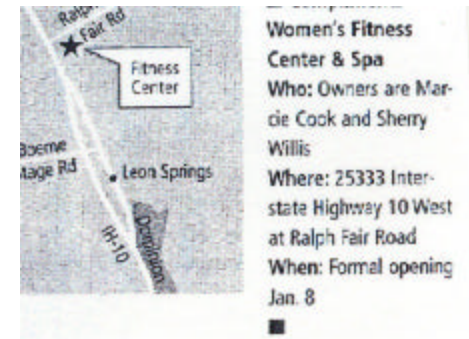 Ralph
Fair Rd
Fitness
Center
Boerne
Stage Rd
Leon Springs
IH-10
Dominion
Women's Fitness
Center & Spa
Who: Owners are Mar-
cie Cook and Sherry
Willis
Where: 25333 Inter-
state Highway 10 West
at Ralph Fair Road
When: Formal opening
Jan. 8